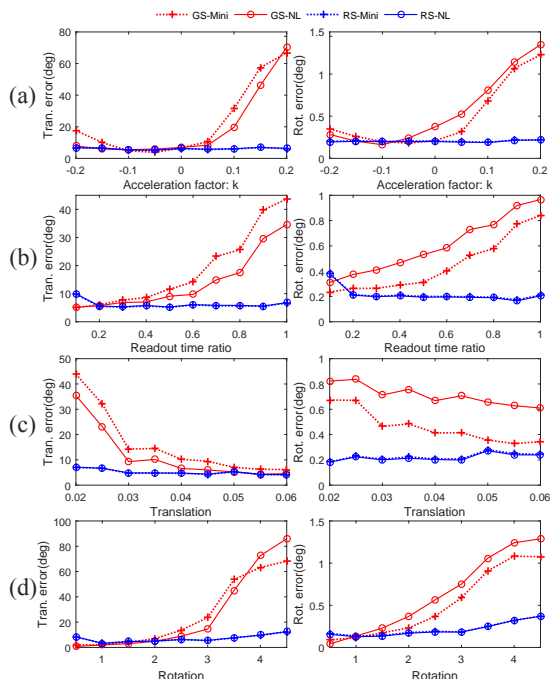 GS-Mini GS-NL RS-Mini RS-NL
(a)
Tran. error(deg)
80
60
40
20
0
-0.2 -0.1 0 0.1 0.2
Acceleration factor: k
Rot. error(deg)
1.5
1
0.5
0
-0.2 -0.1 0 0.1 0.2
Acceleration factor: k
(b)
Tran. error(deg)
40
30
20
10
0
0.2 0.4 0.6 0.8 1
Readout time ratio
Rot. error(deg)
1
0.8
0.6
0.4
0.2
0
0.2 0.4 0.6 0.8 1
Readout time ratio
(c)
Tran. error(deg)
50
40
30
20
10
0
0.02 0.03 0.04 0.05 0.06
Translation
Rot. error(deg)
1
0.8
0.6
0.4
0.2
0
0.02 0.03 0.04 0.05 0.06
Translation
(d)
Tran. error(deg)
100
80
60
40
20
0
1 2 3 4
Rotation
Rot. error(deg)
1.5
1
0.5
0
1 2 3 4
Rotation